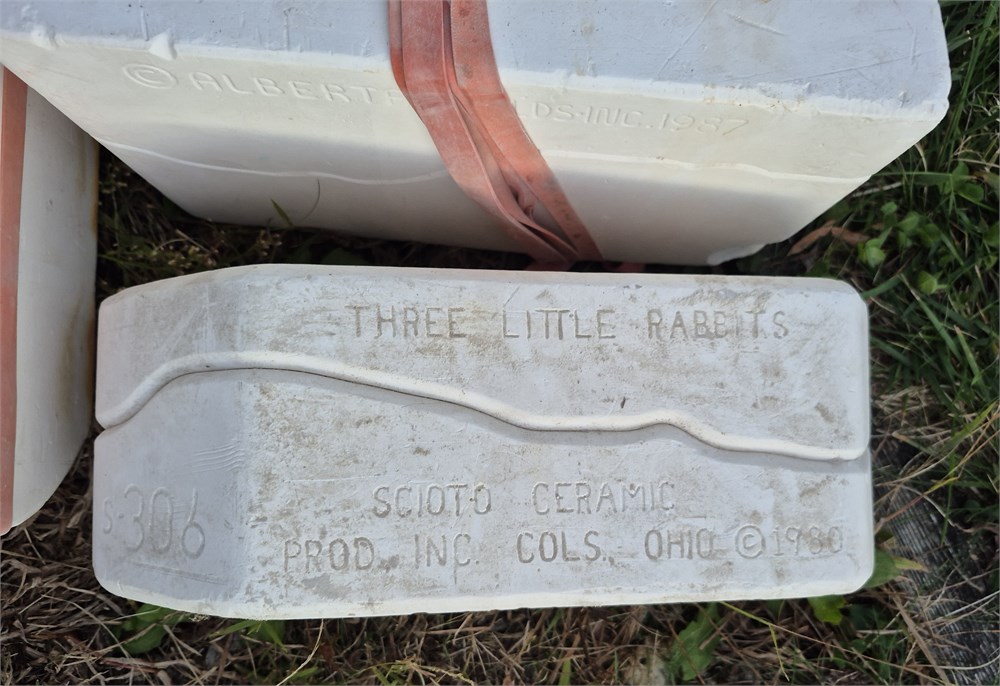 © ALBERT
DS·INC. 1987
THREE LITTLE RABBITS
SCIOTO CERAMIC
PROD. INC. COLS. OHIO © 1980
S-306